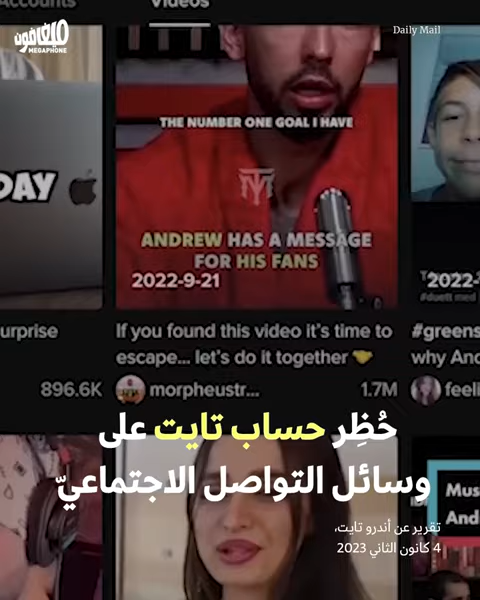 Accounts
Videos
ميغافون
MEGAPHONE
Daily Mail
DAY
THE NUMBER ONE GOAL I HAVE
ANDREW HAS A MESSAGE
FOR HIS FANS
2022-9-21
2022-
#duett med
urprise
If you found this video it's time to
escape... let's do it together 🤝
#greens
why And
896.6K
morpheustr...
1.7M
feeli
حُظِر حساب تايت على
وسائل التواصل الاجتماعيّ
Mus
And
تقرير عن أندرو تايت،
4 كانون الثاني 2023